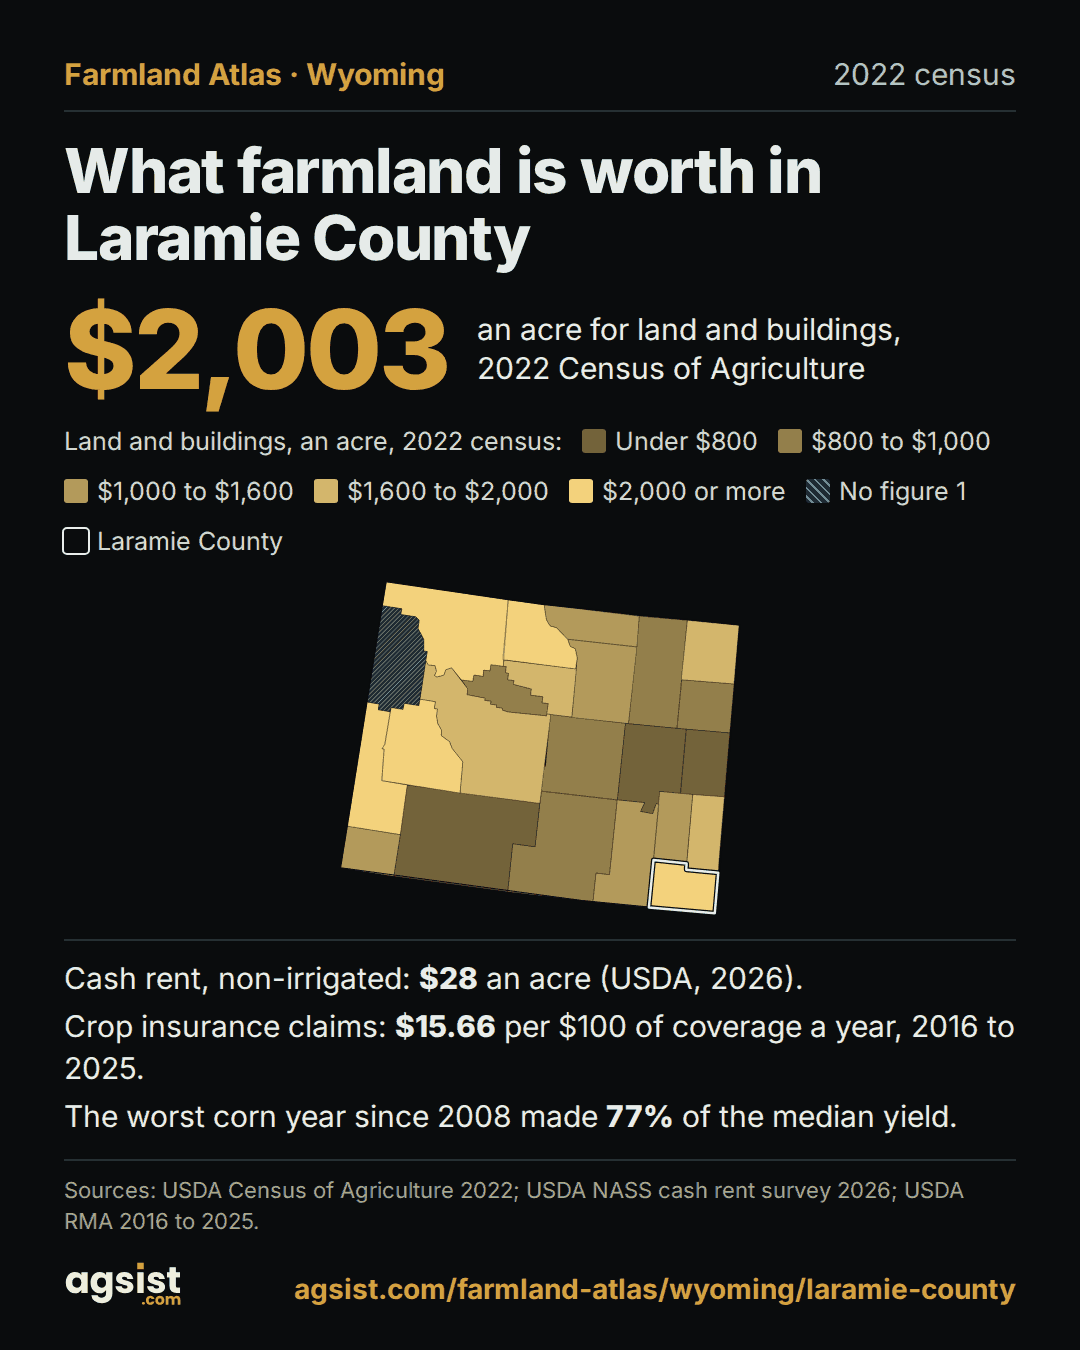 Farmland Atlas · Wyoming
2022 census
What farmland is worth in
Laramie County
$2,003
an acre for land and buildings,
2022 Census of Agriculture
Land and buildings, an acre, 2022 census: Under $800 $800 to $1,000
$1,000 to $1,600 $1,600 to $2,000 $2,000 or more No figure 1
Laramie County
Cash rent, non-irrigated: $28 an acre (USDA, 2026).
Crop insurance claims: $15.66 per $100 of coverage a year, 2016 to
2025.
The worst corn year since 2008 made 77% of the median yield.
Sources: USDA Census of Agriculture 2022; USDA NASS cash rent survey 2026; USDA
RMA 2016 to 2025.
agsist
.com
agsist.com/farmland-atlas/wyoming/laramie-county